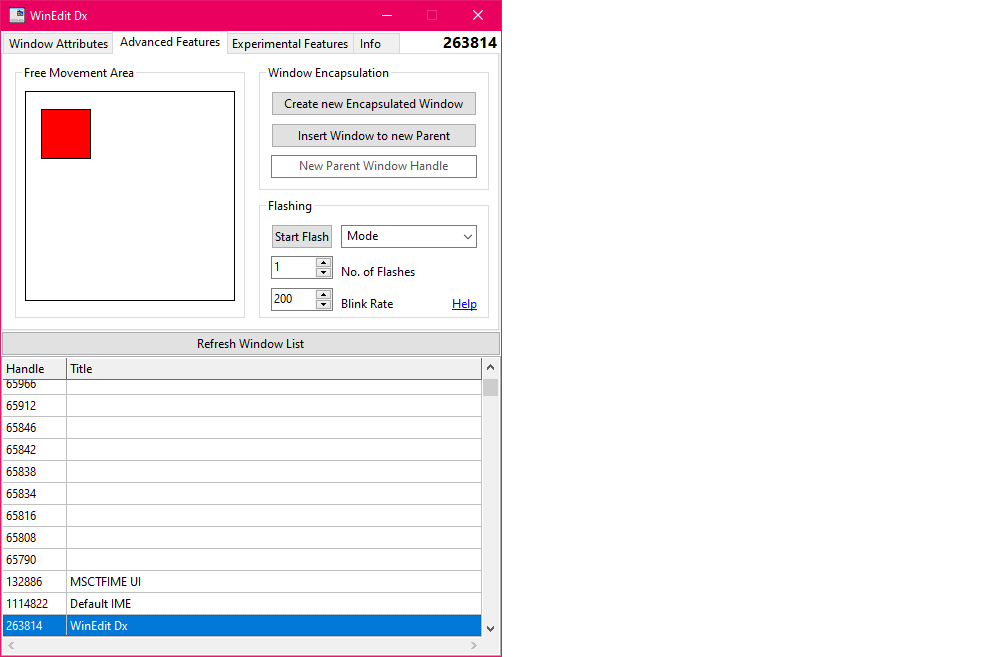 WinEdit Dx
Window Attributes Advanced Features Experimental Features Info 263814
Free Movement Area
Window Encapsulation
Create new Encapsulated Window
Insert Window to new Parent
New Parent Window Handle
Flashing
Start Flash Mode
1 No. of Flashes
200 Blink Rate Help
Refresh Window List
Handle Title
65966
65912
65846
65842
65838
65834
65816
65808
65790
132886 MSCTFIME UI
1114822 Default IME
263814 WinEdit Dx